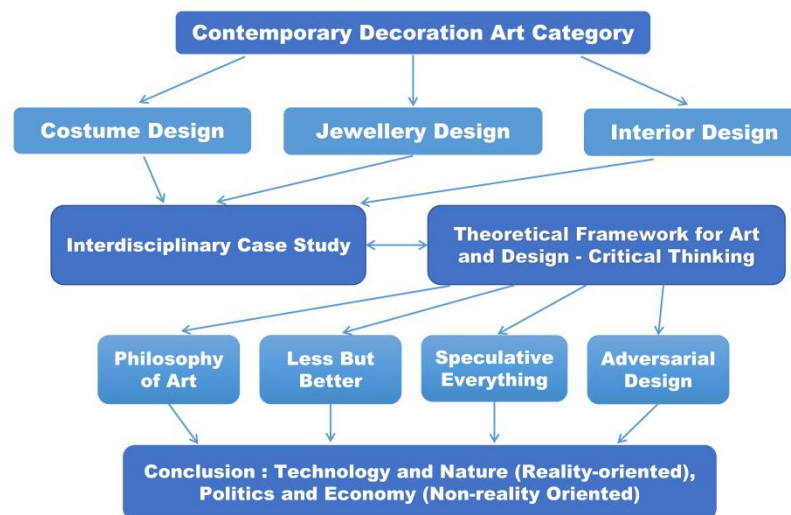 Contemporary Decoration Art Category
Costume Design
Jewellery Design
Interior Design
Interdisciplinary Case Study
Theoretical Framework for Art
and Design - Critical Thinking
Philosophy
of Art
Less But
Better
Speculative
Everything
Adversarial
Design
Conclusion : Technology and Nature (Reality-oriented),
Politics and Economy (Non-reality Oriented)